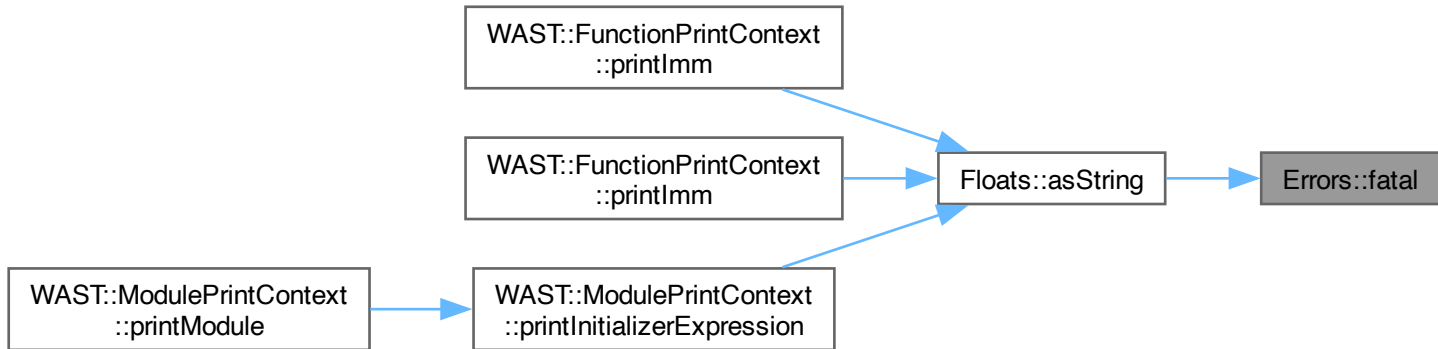 WAST::FunctionPrintContext
::printImm
WAST::FunctionPrintContext
::printImm
Floats::asString
Errors::fatal
WAST::ModulePrintContext
::printModule
WAST::ModulePrintContext
::printInitializerExpression